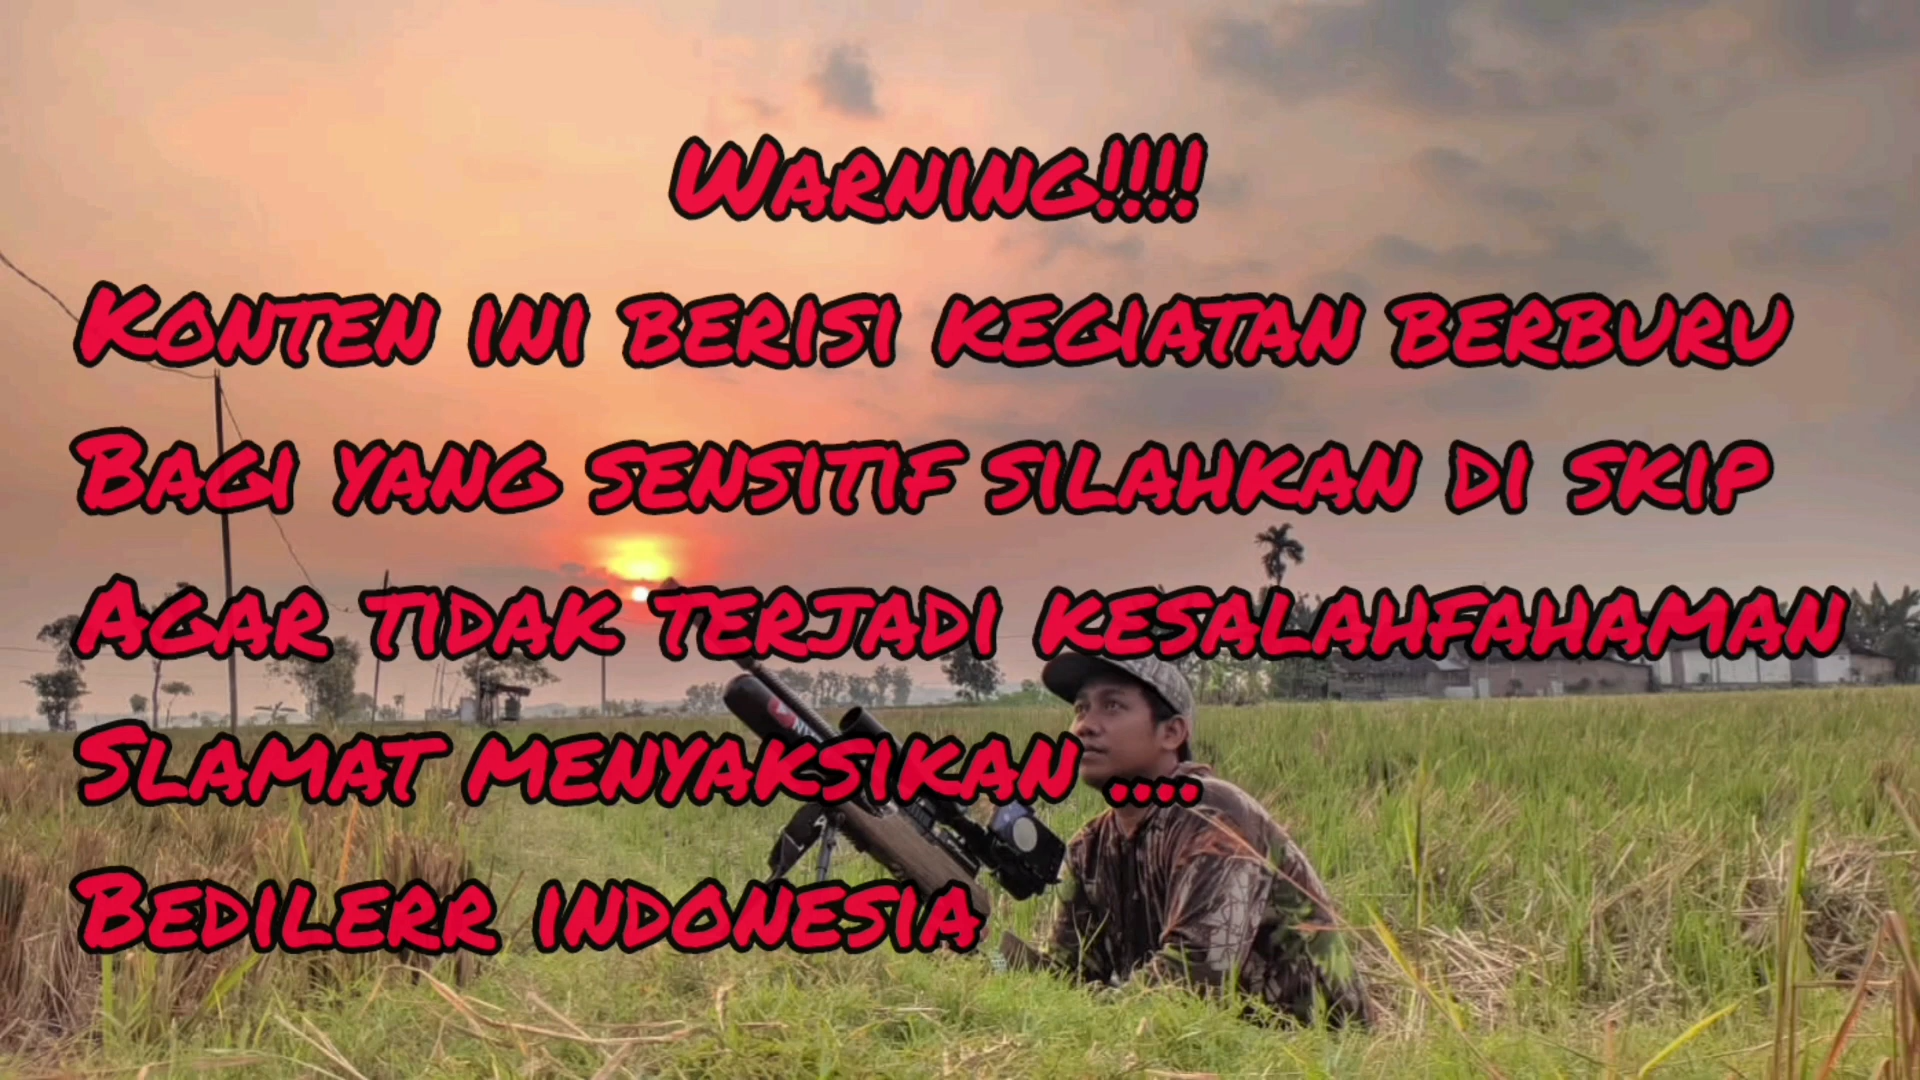 Warning!!!!
Konten ini berisi kegiatan berburu
Bagi yang sensitif silahkan di skip
Agar tidak terjadi kesalahfahaman
Slamat menyaksikan ....
Bedilerr indonesia